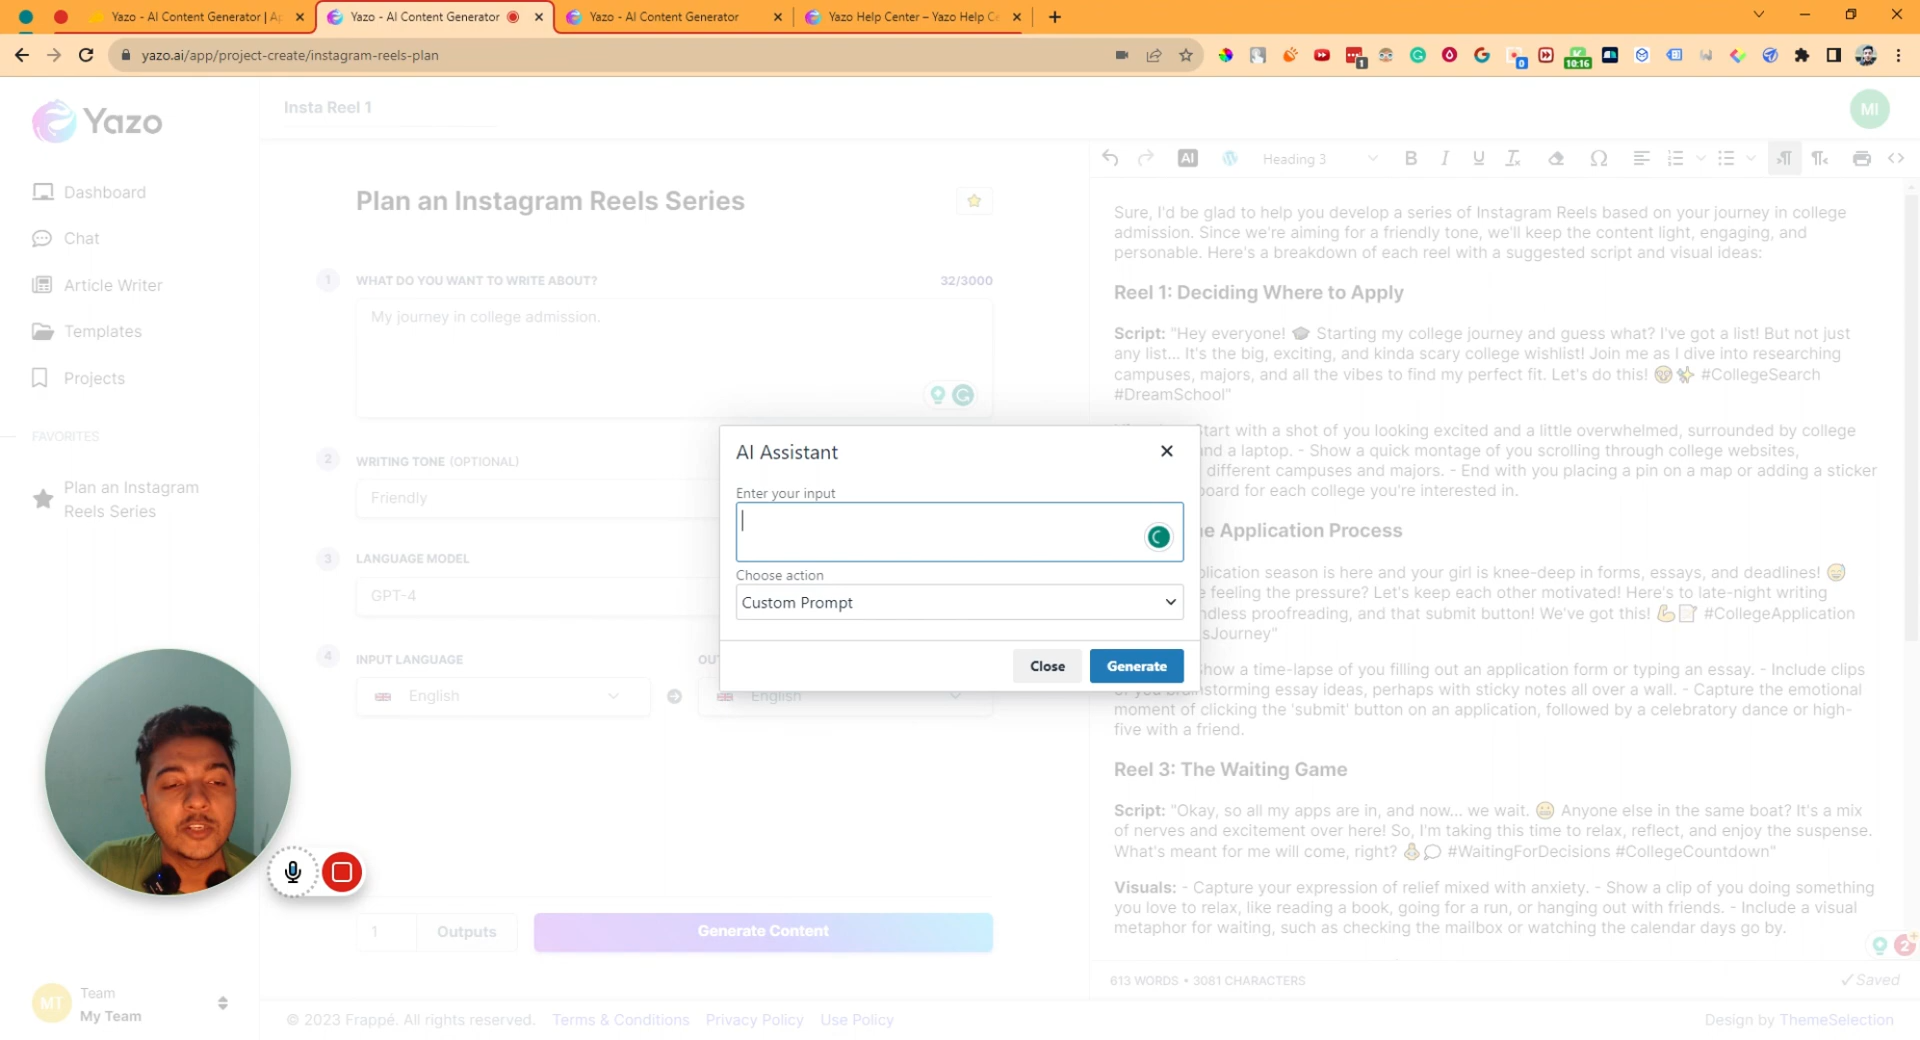 Yazo - AI Content Generator | Ap
Yazo - AI Content Generator
Yazo - AI Content Generator
Yazo Help Center – Yazo Help Ce
yazo.ai/app/project-create/instagram-reels-plan
1
0
10:16
Yazo
Insta Reel 1
MI
Dashboard
Chat
Article Writer
Templates
Projects
FAVORITES
Plan an Instagram
Reels Series
Plan an Instagram Reels Series
1 WHAT DO YOU WANT TO WRITE ABOUT? 32/3000
My journey in college admission.
2 WRITING TONE (OPTIONAL)
Friendly
3 LANGUAGE MODEL
GPT-4
4 INPUT LANGUAGE OU
English English
1 Outputs Generate Content
AI Assistant
Enter your input
Choose action
Custom Prompt
Close Generate
AI Heading 3 B I U
Sure, I'd be glad to help you develop a series of Instagram Reels based on your journey in college
admission. Since we're aiming for a friendly tone, we'll keep the content light, engaging, and
personable. Here's a breakdown of each reel with a suggested script and visual ideas:
Reel 1: Deciding Where to Apply
Script: "Hey everyone! 🎓 Starting my college journey and guess what? I've got a list! But not just
any list... It's the big, exciting, and kinda scary college wishlist! Join me as I dive into researching
campuses, majors, and all the vibes to find my perfect fit. Let's do this! #CollegeSearch
#DreamSchool"
tart with a shot of you looking excited and a little overwhelmed, surrounded by college
nd a laptop. - Show a quick montage of you scrolling through college websites,
different campuses and majors. - End with you placing a pin on a map or adding a sticker
oard for each college you're interested in.
e Application Process
plication season is here and your girl is knee-deep in forms, essays, and deadlines! 😅
e feeling the pressure? Let's keep each other motivated! Here's to late-night writing
ndless proofreading, and that submit button! We've got this! 💪📝 #CollegeApplication
sJourney"
how a time-lapse of you filling out an application form or typing an essay. - Include clips
of you brainstorming essay ideas, perhaps with sticky notes all over a wall. - Capture the emotional
moment of clicking the 'submit' button on an application, followed by a celebratory dance or high-
five with a friend.
Reel 3: The Waiting Game
Script: "Okay, so all my apps are in, and now... we wait. 😬 Anyone else in the same boat? It's a mix
of nerves and excitement over here! So, I'm taking this time to relax, reflect, and enjoy the suspense.
What's meant for me will come, right? #WaitingForDecisions #CollegeCountdown"
Visuals: - Capture your expression of relief mixed with anxiety. - Show a clip of you doing something
you love to relax, like reading a book, going for a run, or hanging out with friends. - Include a visual
metaphor for waiting, such as checking the mailbox or watching the calendar days go by.
2
613 WORDS • 3081 CHARACTERS ✓Saved
MT Team
My Team
© 2023 Frappé. All rights reserved. Terms & Conditions Privacy Policy Use Policy Design by ThemeSelection